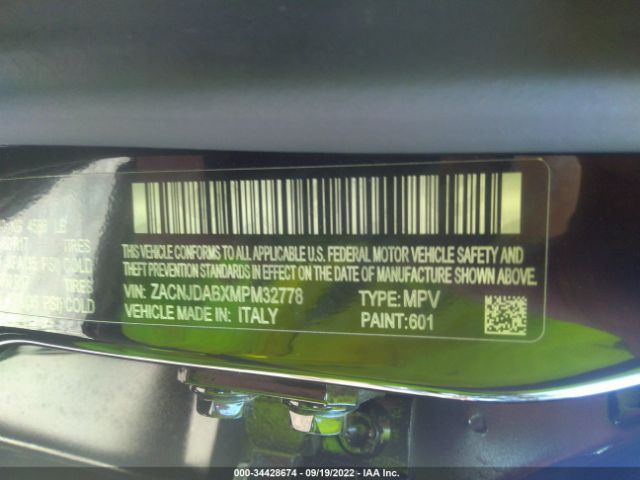 LB
TIRES
COLD
TIRES
COLD
THIS VEHICLE CONFORMS TO ALL APPLICABLE U.S. FEDERAL MOTOR VEHICLE SAFETY AND
THEFT PREVENTION STANDARDS IN EFFECT ON THE DATE OF MANUFACTURE SHOWN ABOVE.
VIN: ZACNJDABXMPM32778 TYPE: MPV
VEHICLE MADE IN: ITALY PAINT:601
000-34428674 - 09/19/2022 - IAA Inc.